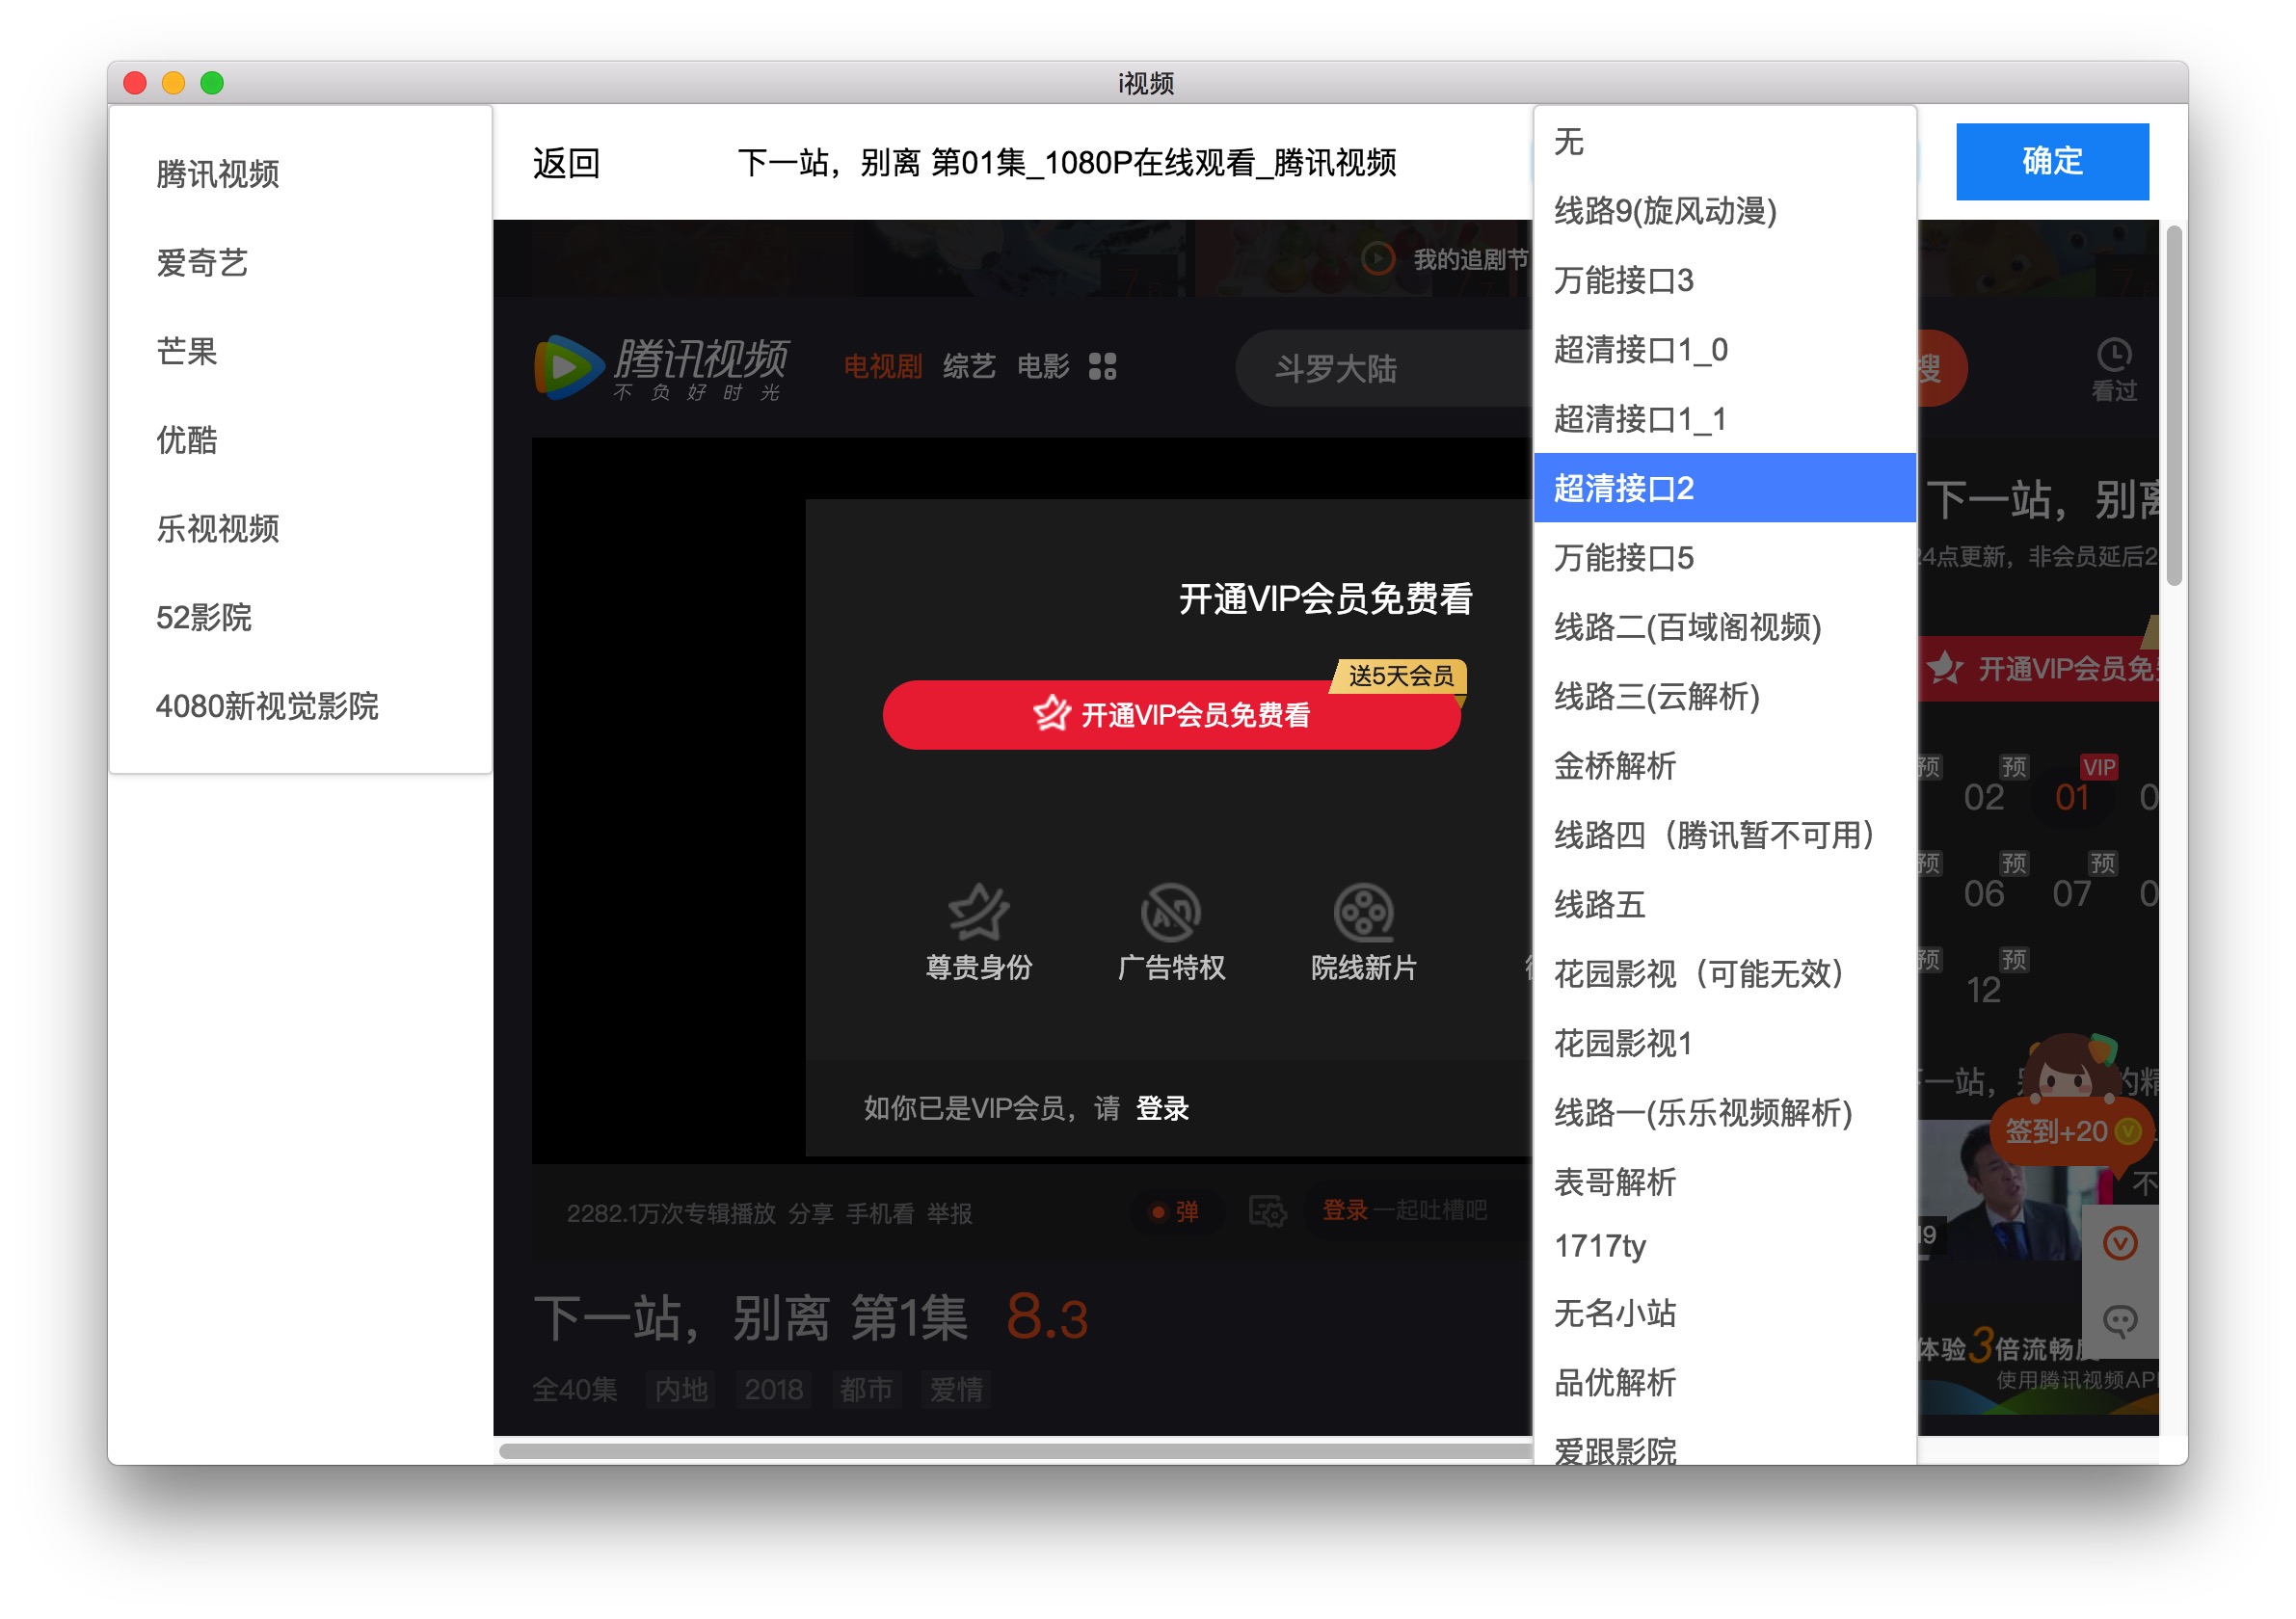 i视频
腾讯视频
爱奇艺
芒果
优酷
乐视视频
52影院
4080新视觉影院
返回
下一站，别离 第01集_1080P在线观看_腾讯视频
确定
无
线路9(旋风动漫)
万能接口3
超清接口1_0
超清接口1_1
超清接口2
万能接口5
线路二(百域阁视频)
线路三(云解析)
金桥解析
线路四（腾讯暂不可用）
线路五
花园影视（可能无效）
花园影视1
线路一(乐乐视频解析)
表哥解析
1717ty
无名小站
品优解析
爱跟影院
我的追剧节
腾讯视频
不负好时光
电视剧 综艺 电影
斗罗大陆
搜
看过
开通VIP会员免费看
送5天会员
开通VIP会员免费看
尊贵身份 广告特权 院线新片
如你已是VIP会员，请 登录
2282.1万次专辑播放 分享 手机看 举报
弹
登录 一起吐槽吧
下一站，别离 第1集 8.3
全40集 内地 2018 都市 爱情
下一站，别离
24点更新，非会员延后2
开通VIP会员免
预 预 VIP
02 01 0
预 预 预
06 07 0
预 预
12
一站，
的精
签到+20
不
19
体验3倍流畅度
使用腾讯视频AP